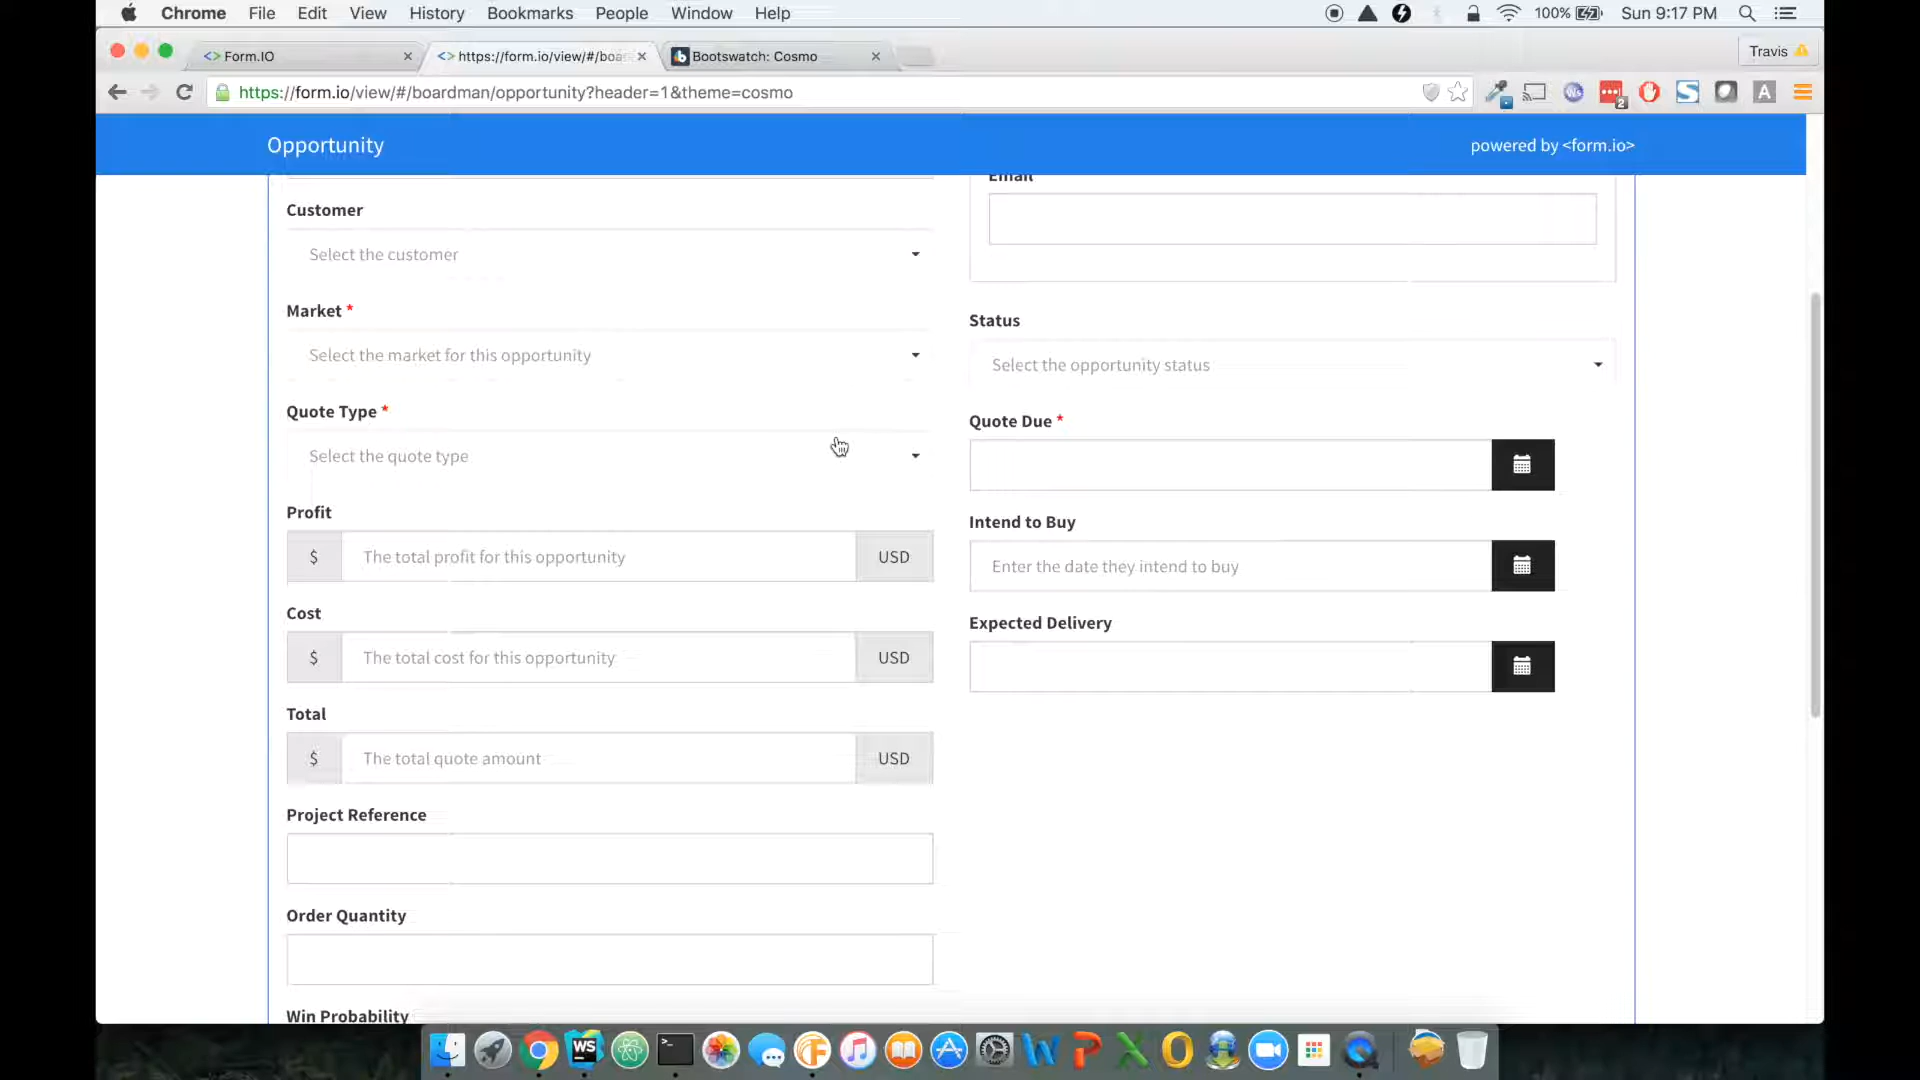 Chrome File Edit View History Bookmarks People Window Help 100% Sun 9:17 PM
<> Form.IO
<> https://form.io/view/#/boa
Bootswatch: Cosmo
Travis
https://form.io/view/#/boardman/opportunity?header=1&theme=cosmo
Opportunity
powered by <form.io>
Customer
Select the customer
Market *
Select the market for this opportunity
Quote Type *
Select the quote type
Profit
$ The total profit for this opportunity USD
Cost
$ The total cost for this opportunity USD
Total
$ The total quote amount USD
Project Reference
Order Quantity
Win Probability
Email
Status
Select the opportunity status
Quote Due *
Intend to Buy
Enter the date they intend to buy
Expected Delivery
WS